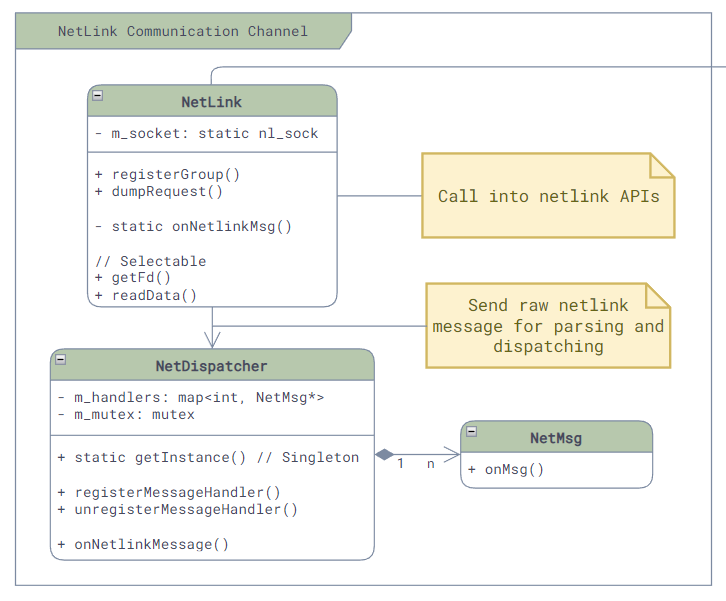 NetLink Communication Channel
NetLink
- m_socket: static nl_sock
+ registerGroup()
+ dumpRequest()
- static onNetlinkMsg()
// Selectable
+ getFd()
+ readData()
Call into netlink APIs
Send raw netlink
message for parsing and
dispatching
NetDispatcher
- m_handlers: map<int, NetMsg*>
- m_mutex: mutex
+ static getInstance() // Singleton
+ registerMessageHandler()
+ unregisterMessageHandler()
+ onNetlinkMessage()
1
n
NetMsg
+ onMsg()